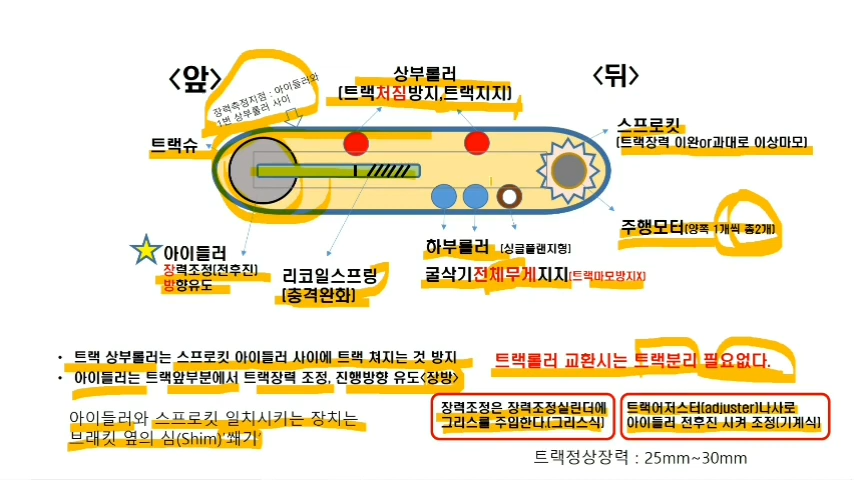 <앞>
장력측정지점 : 아이들러와
1번 상부롤러 사이
상부롤러
(트랙처짐방지,트랙지지)
<뒤>
트랙슈
스프로킷
(트랙장력 이완or과대로 이상마모)
주행모터(양쪽 1개씩 총2개)
아이들러
장력조정(전후진)
방향유도
리코일스프링
(충격완화)
하부롤러 (싱글플랜지형)
굴삭기전체무게지지(트랙마모방지X)
• 트랙 상부롤러는 스프로킷 아이들러 사이에 트랙 쳐지는 것 방지
• 아이들러는 트랙앞부분에서 트랙장력 조정, 진행방향 유도<장방>
아이들러와 스프로킷 일치시키는 장치는
브래킷 옆의 심(Shim)'쐐기'
트랙롤러 교환시는 트랙분리 필요없다.
장력조정은 장력조정실린더에
그리스를 주입한다.(그리스식)
트랙어저스터(adjuster)나사로
아이들러 전후진 시켜 조정(기계식)
트랙정상장력 : 25mm~30mm